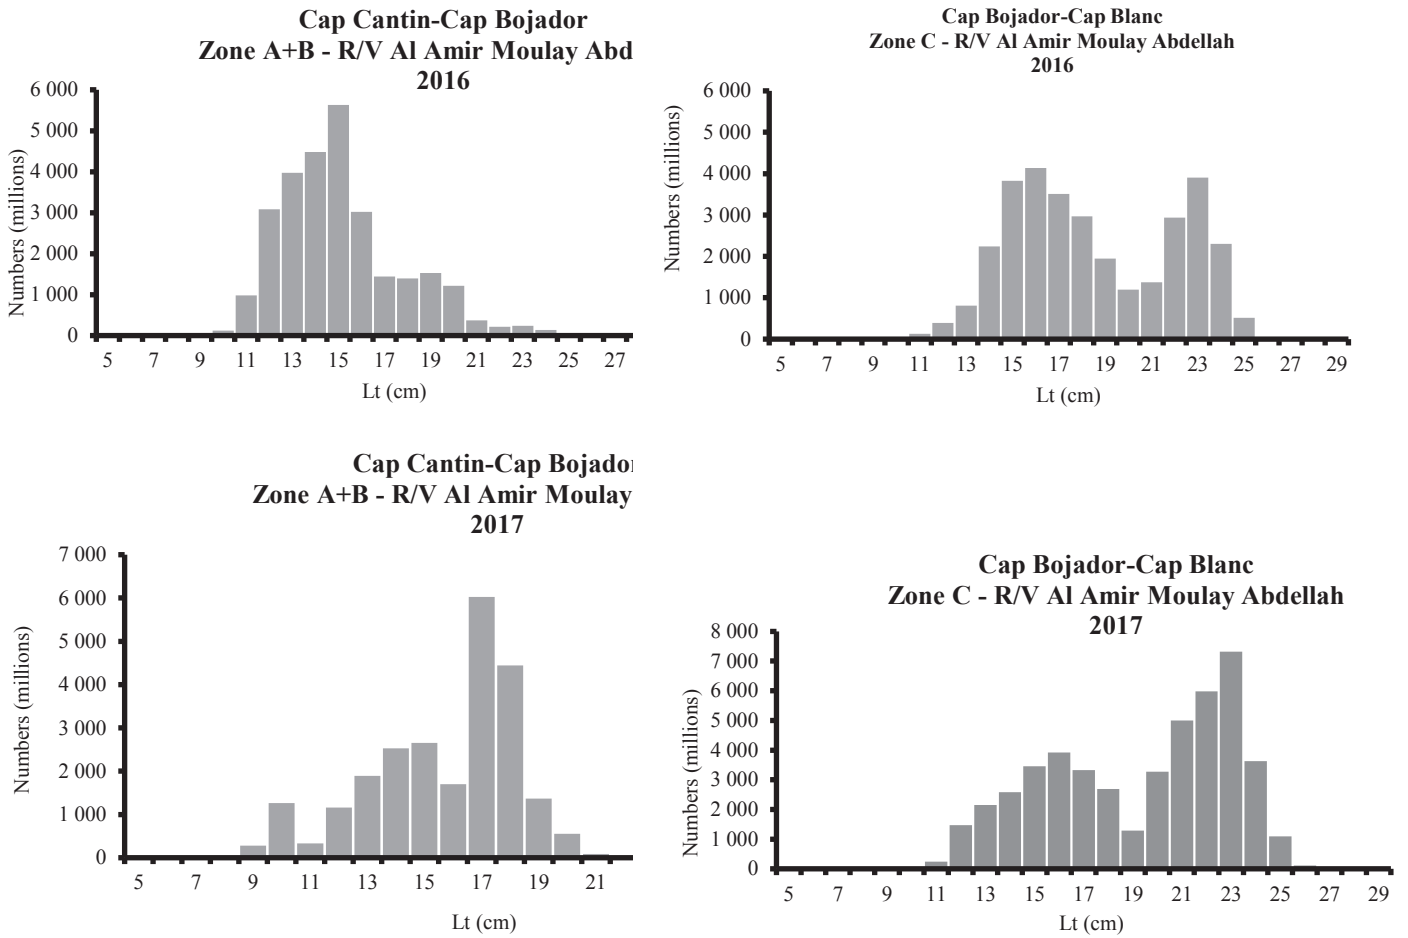 Cap Cantin-Cap Bojador
Zone A+B - R/V Al Amir Moulay Abd
2016
6 000
5 000
4 000
3 000
2 000
1 000
0
Numbers (millions)
5 7 9 11 13 15 17 19 21 23 25 27
Lt (cm)
Cap Bojador-Cap Blanc
Zone C - R/V Al Amir Moulay Abdellah
2016
6 000
5 000
4 000
3 000
2 000
1 000
0
Numbers (millions)
5 7 9 11 13 15 17 19 21 23 25 27 29
Lt (cm)
Cap Cantin-Cap Bojador
Zone A+B - R/V Al Amir Moulay
2017
7 000
6 000
5 000
4 000
3 000
2 000
1 000
0
Numbers (millions)
5 7 9 11 13 15 17 19 21
Lt (cm)
Cap Bojador-Cap Blanc
Zone C - R/V Al Amir Moulay Abdellah
2017
8 000
7 000
6 000
5 000
4 000
3 000
2 000
1 000
0
Numbers (millions)
5 7 9 11 13 15 17 19 21 23 25 27 29
Lt (cm)